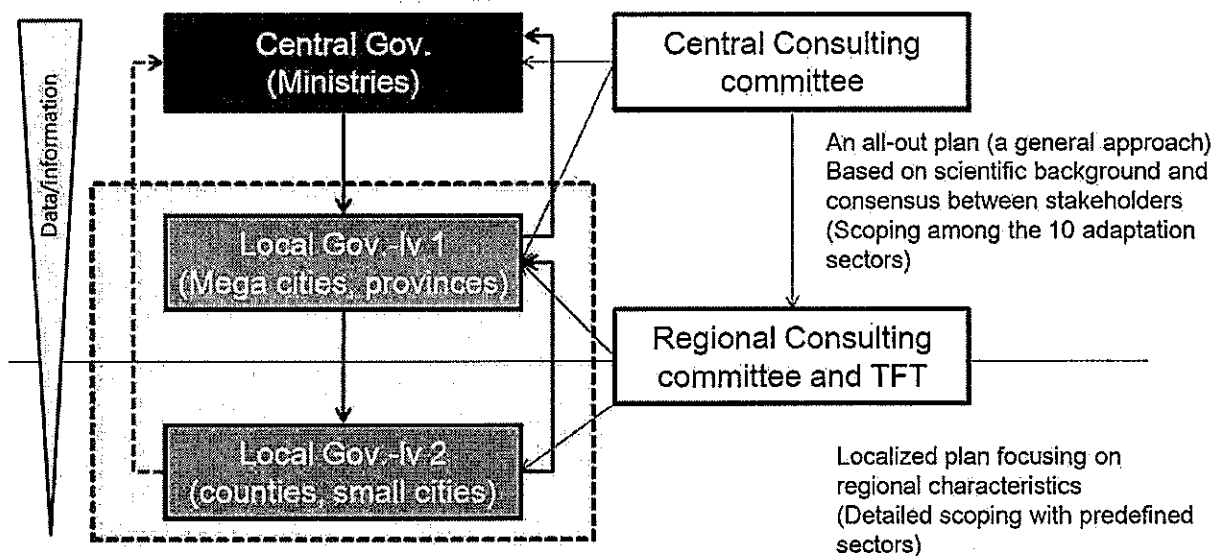 Central Gov.
(Ministries)
Central Consulting
committee
Data/information
An all-out plan (a general approach)
Based on scientific background and
consensus between stakeholders
(Scoping among the 10 adaptation
sectors)
Local Gov.-lv 1
(Mega cities, provinces)
Regional Consulting
committee and TFT
Local Gov.-lv 2
(counties, small cities)
Localized plan focusing on
regional characteristics
(Detailed scoping with predefined
sectors)